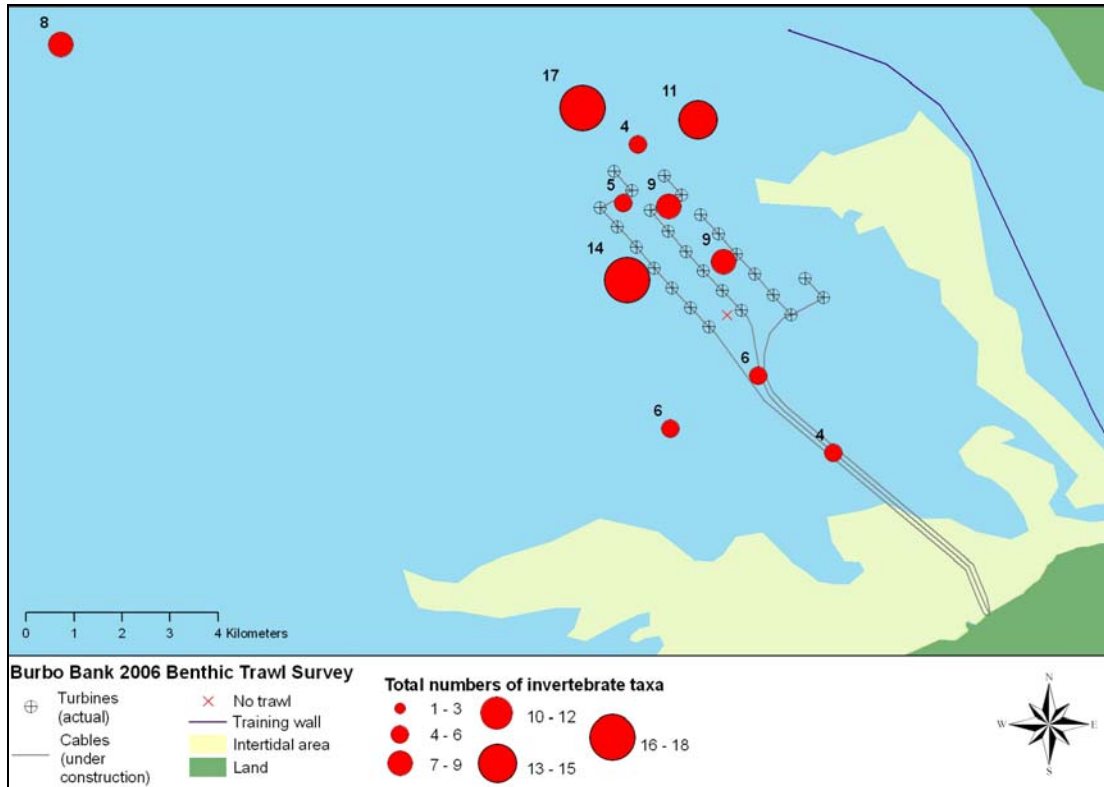 8
17
11
4
5
9
9
14
6
6
4
0 1 2 3 4 Kilometers
Burbo Bank 2006 Benthic Trawl Survey
Turbines
(actual)
Cables
(under
construction)
No trawl
Training wall
Intertidal area
Land
Total numbers of invertebrate taxa
1 - 3
4 - 6
7 - 9
10 - 12
13 - 15
16 - 18
N
W E
S